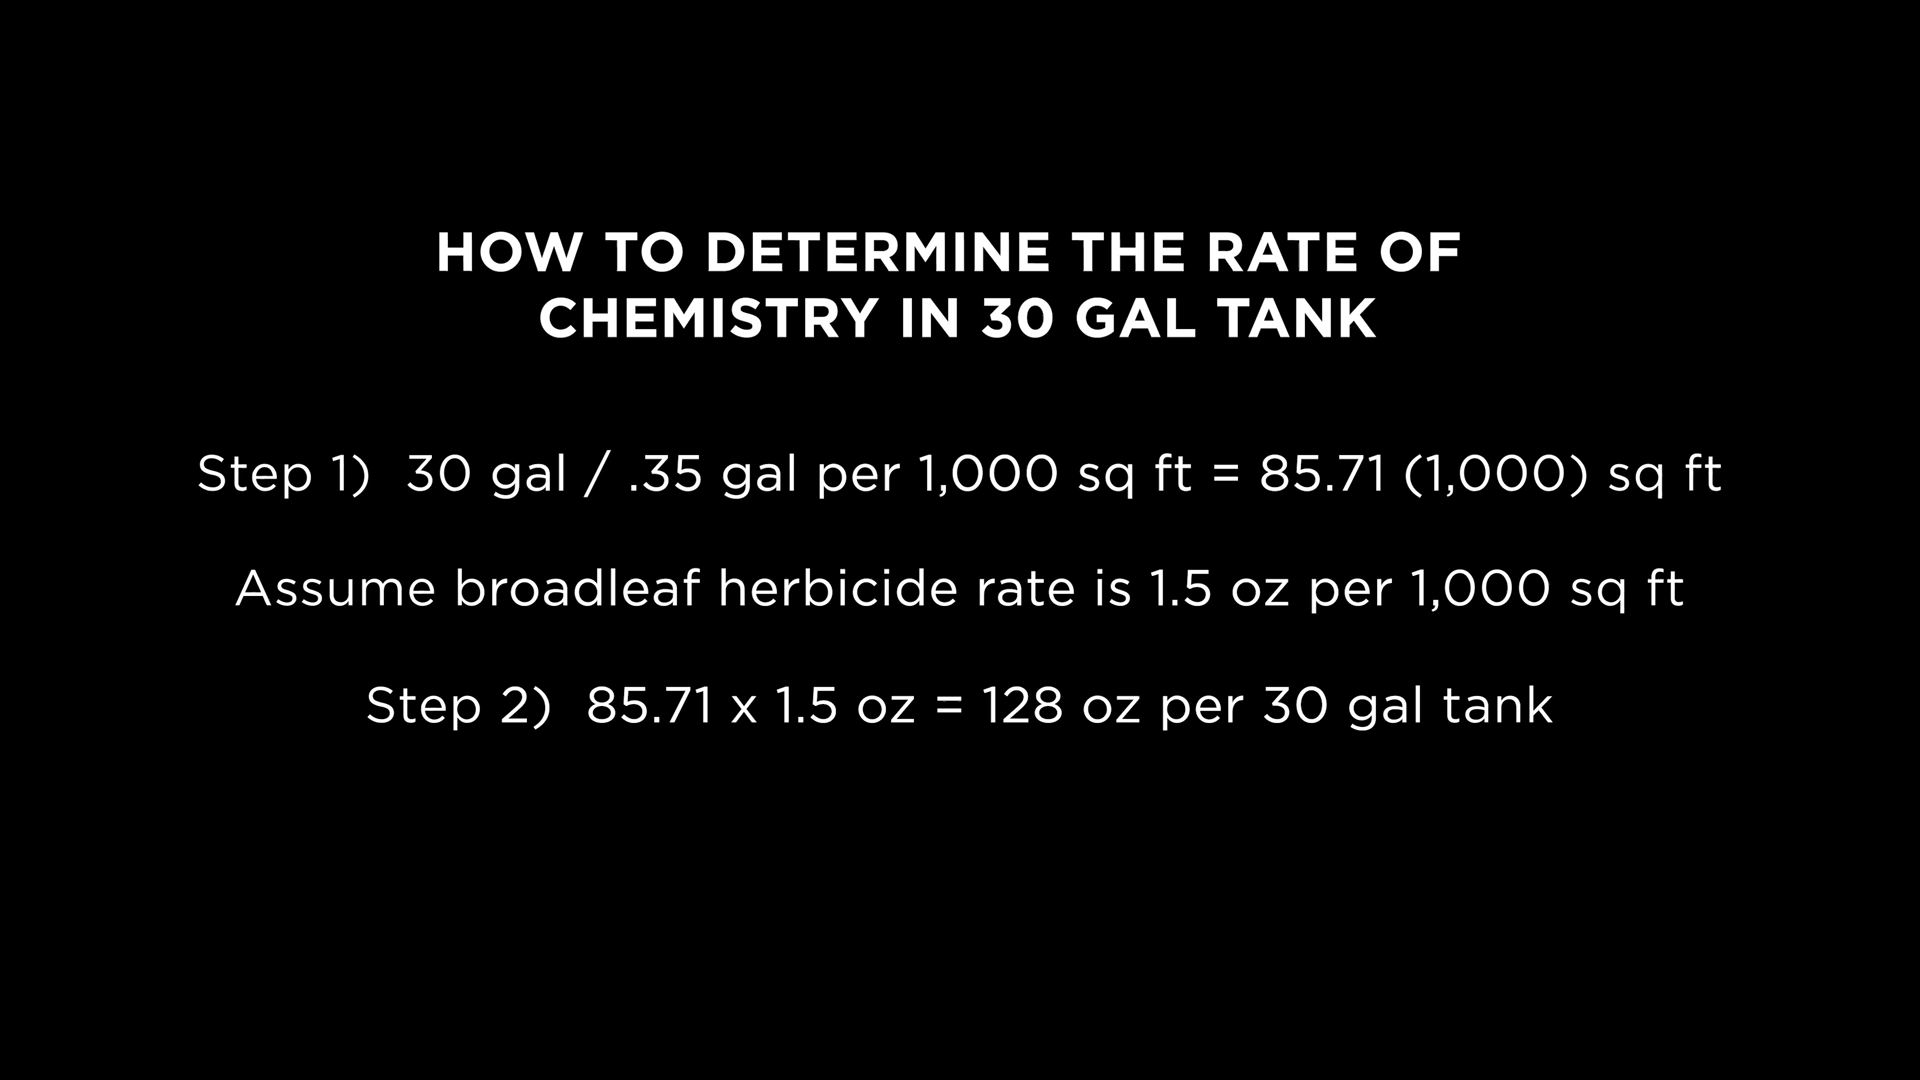 HOW TO DETERMINE THE RATE OF
CHEMISTRY IN 30 GAL TANK
Step 1) 30 gal / .35 gal per 1,000 sq ft = 85.71 (1,000) sq ft
Assume broadleaf herbicide rate is 1.5 oz per 1,000 sq ft
Step 2) 85.71 x 1.5 oz = 128 oz per 30 gal tank